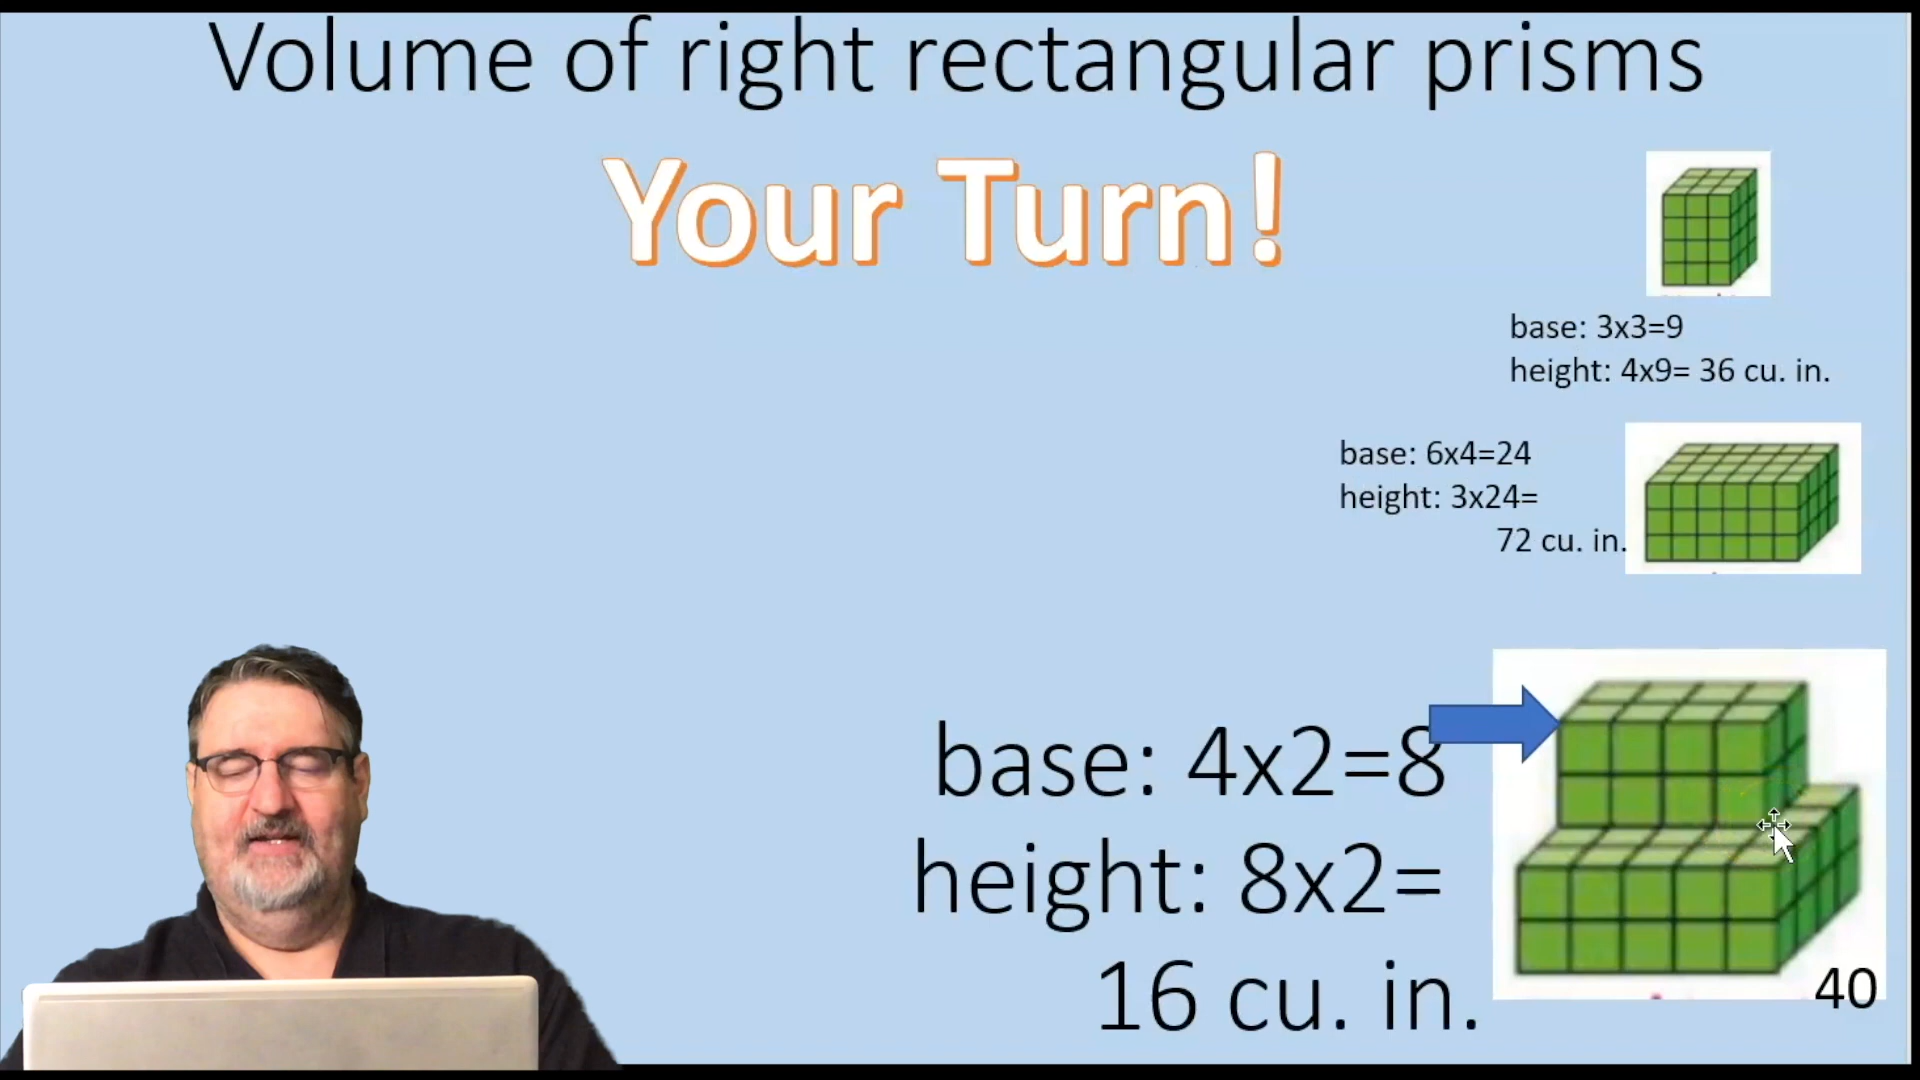 Volume of right rectangular prisms
Your Turn!
base: 3x3=9
height: 4x9= 36 cu. in.
base: 6x4=24
height: 3x24=
72 cu. in.
base: 4x2=8
height: 8x2=
16 cu. in.
40